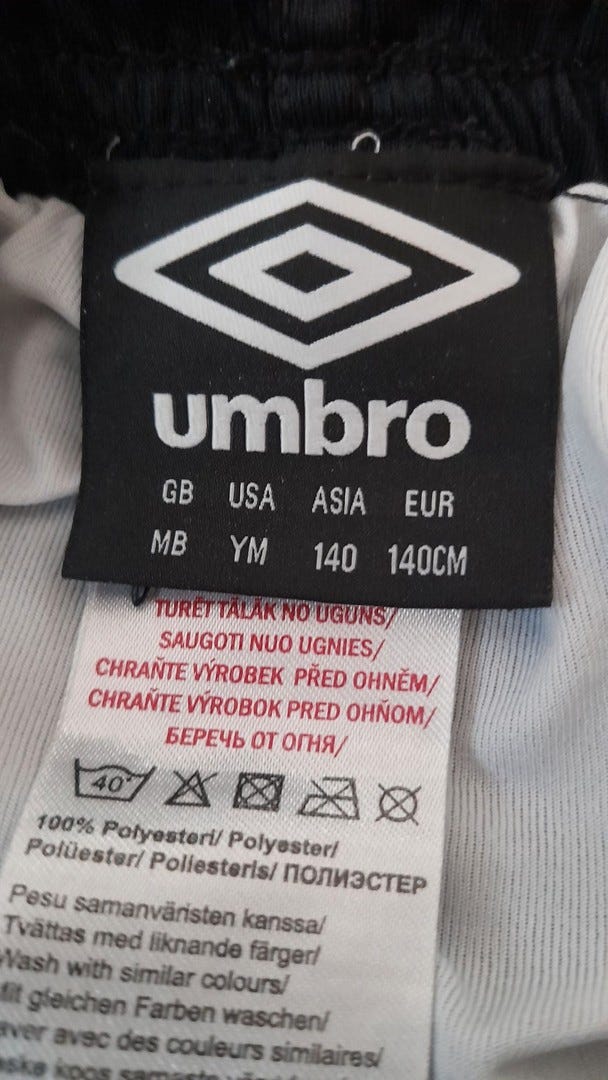 umbro
GB USA ASIA EUR
MB YM 140 140CM
TURĒT TĀLĀK NO UGUNS/
SAUGOTI NUO UGNIES/
CHRAŇTE VÝROBEK PŘED OHNĚM/
CHRAŇTE VÝROBOK PRED OHŇOM/
БЕРЕЧЬ ОТ ОГНЯ/
40°
100% Polyesteri/ Polyester/
Polüester/ Poliesteris/ ПОЛИЭСТЕР
Pesu samanväristen kanssa/
Tvättas med liknande färger/
Wash with similar colours/
gleichen Farben waschen/
avec des couleurs similaires/
koos samaste